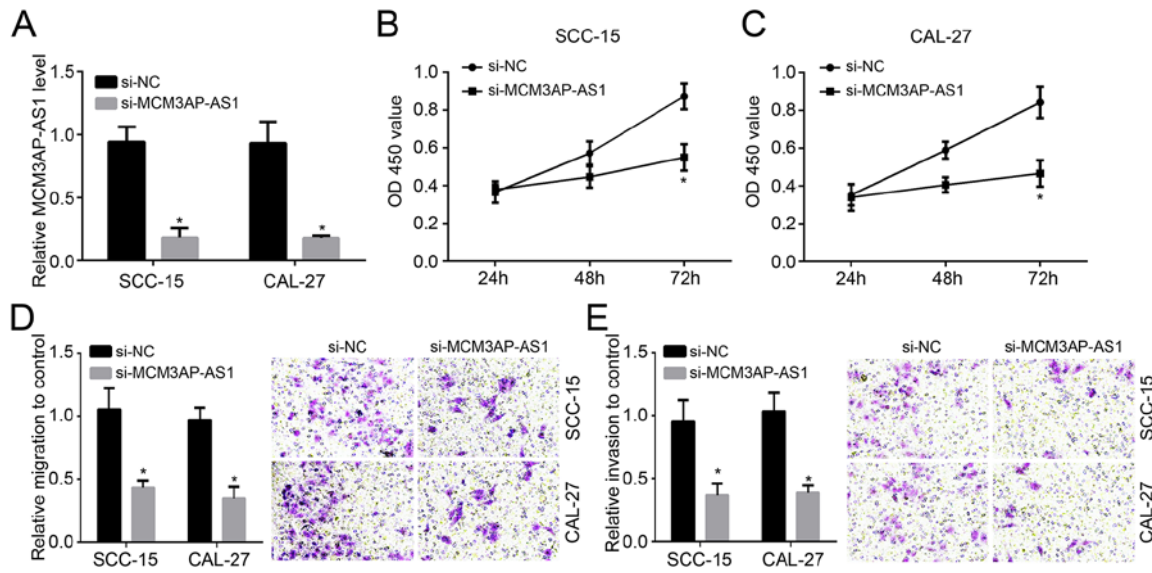 A
Relative MCM3AP-AS1 level
1.5
1.0
0.5
0.0
si-NC
si-MCM3AP-AS1
*
*
SCC-15
CAL-27
B
SCC-15
OD 450 value
1.0
0.8
0.6
0.4
0.2
0.0
si-NC
si-MCM3AP-AS1
*
24h
48h
72h
C
CAL-27
OD 450 value
1.0
0.8
0.6
0.4
0.2
0.0
si-NC
si-MCM3AP-AS1
*
24h
48h
72h
D
Relative migration to control
1.5
1.0
0.5
0.0
si-NC
si-MCM3AP-AS1
*
*
SCC-15
CAL-27
si-NC
si-MCM3AP-AS1
SCC-15
CAL-27
E
Relative invasion to control
1.5
1.0
0.5
0.0
si-NC
si-MCM3AP-AS1
*
*
SCC-15
CAL-27
si-NC
si-MCM3AP-AS1
SCC-15
CAL-27